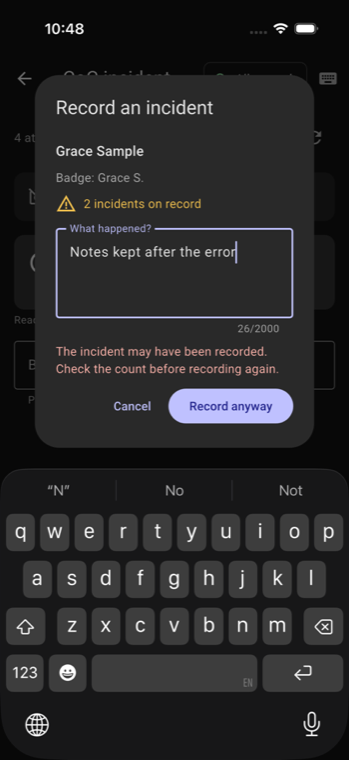 10:48
4 at
Record an incident
Grace Sample
Badge: Grace S.
2 incidents on record
What happened?
Notes kept after the error
26/2000
Read
The incident may have been recorded.
Check the count before recording again.
Cancel
Record anyway
“N”
No
Not
q w e r t y u i o p
a s d f g h j k l
z x c v b n m
123
EN